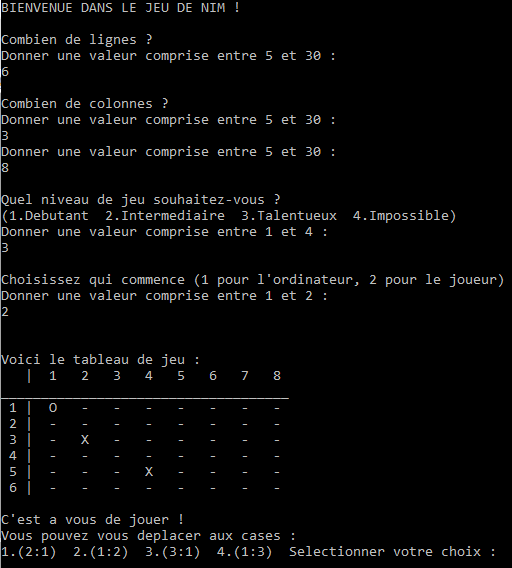 BIENVENUE DANS LE JEU DE NIM !
Combien de lignes ?
Donner une valeur comprise entre 5 et 30 :
6
Combien de colonnes ?
Donner une valeur comprise entre 5 et 30 :
3
Donner une valeur comprise entre 5 et 30 :
8
Quel niveau de jeu souhaitez-vous ?
(1.Debutant  2.Intermediaire  3.Talentueux  4.Impossible)
Donner une valeur comprise entre 1 et 4 :
3
Choisissez qui commence (1 pour l'ordinateur, 2 pour le joueur)
Donner une valeur comprise entre 1 et 2 :
2
Voici le tableau de jeu :
   |  1   2   3   4   5   6   7   8
____________________________________
 1 |  O   -   -   -   -   -   -   -
 2 |  -   -   -   -   -   -   -   -
 3 |  -   X   -   -   -   -   -   -
 4 |  -   -   -   -   -   -   -   -
 5 |  -   -   -   X   -   -   -   -
 6 |  -   -   -   -   -   -   -   -
C'est a vous de jouer !
Vous pouvez vous deplacer aux cases :
1.(2:1)  2.(1:2)  3.(3:1)  4.(1:3)  Selectionner votre choix :